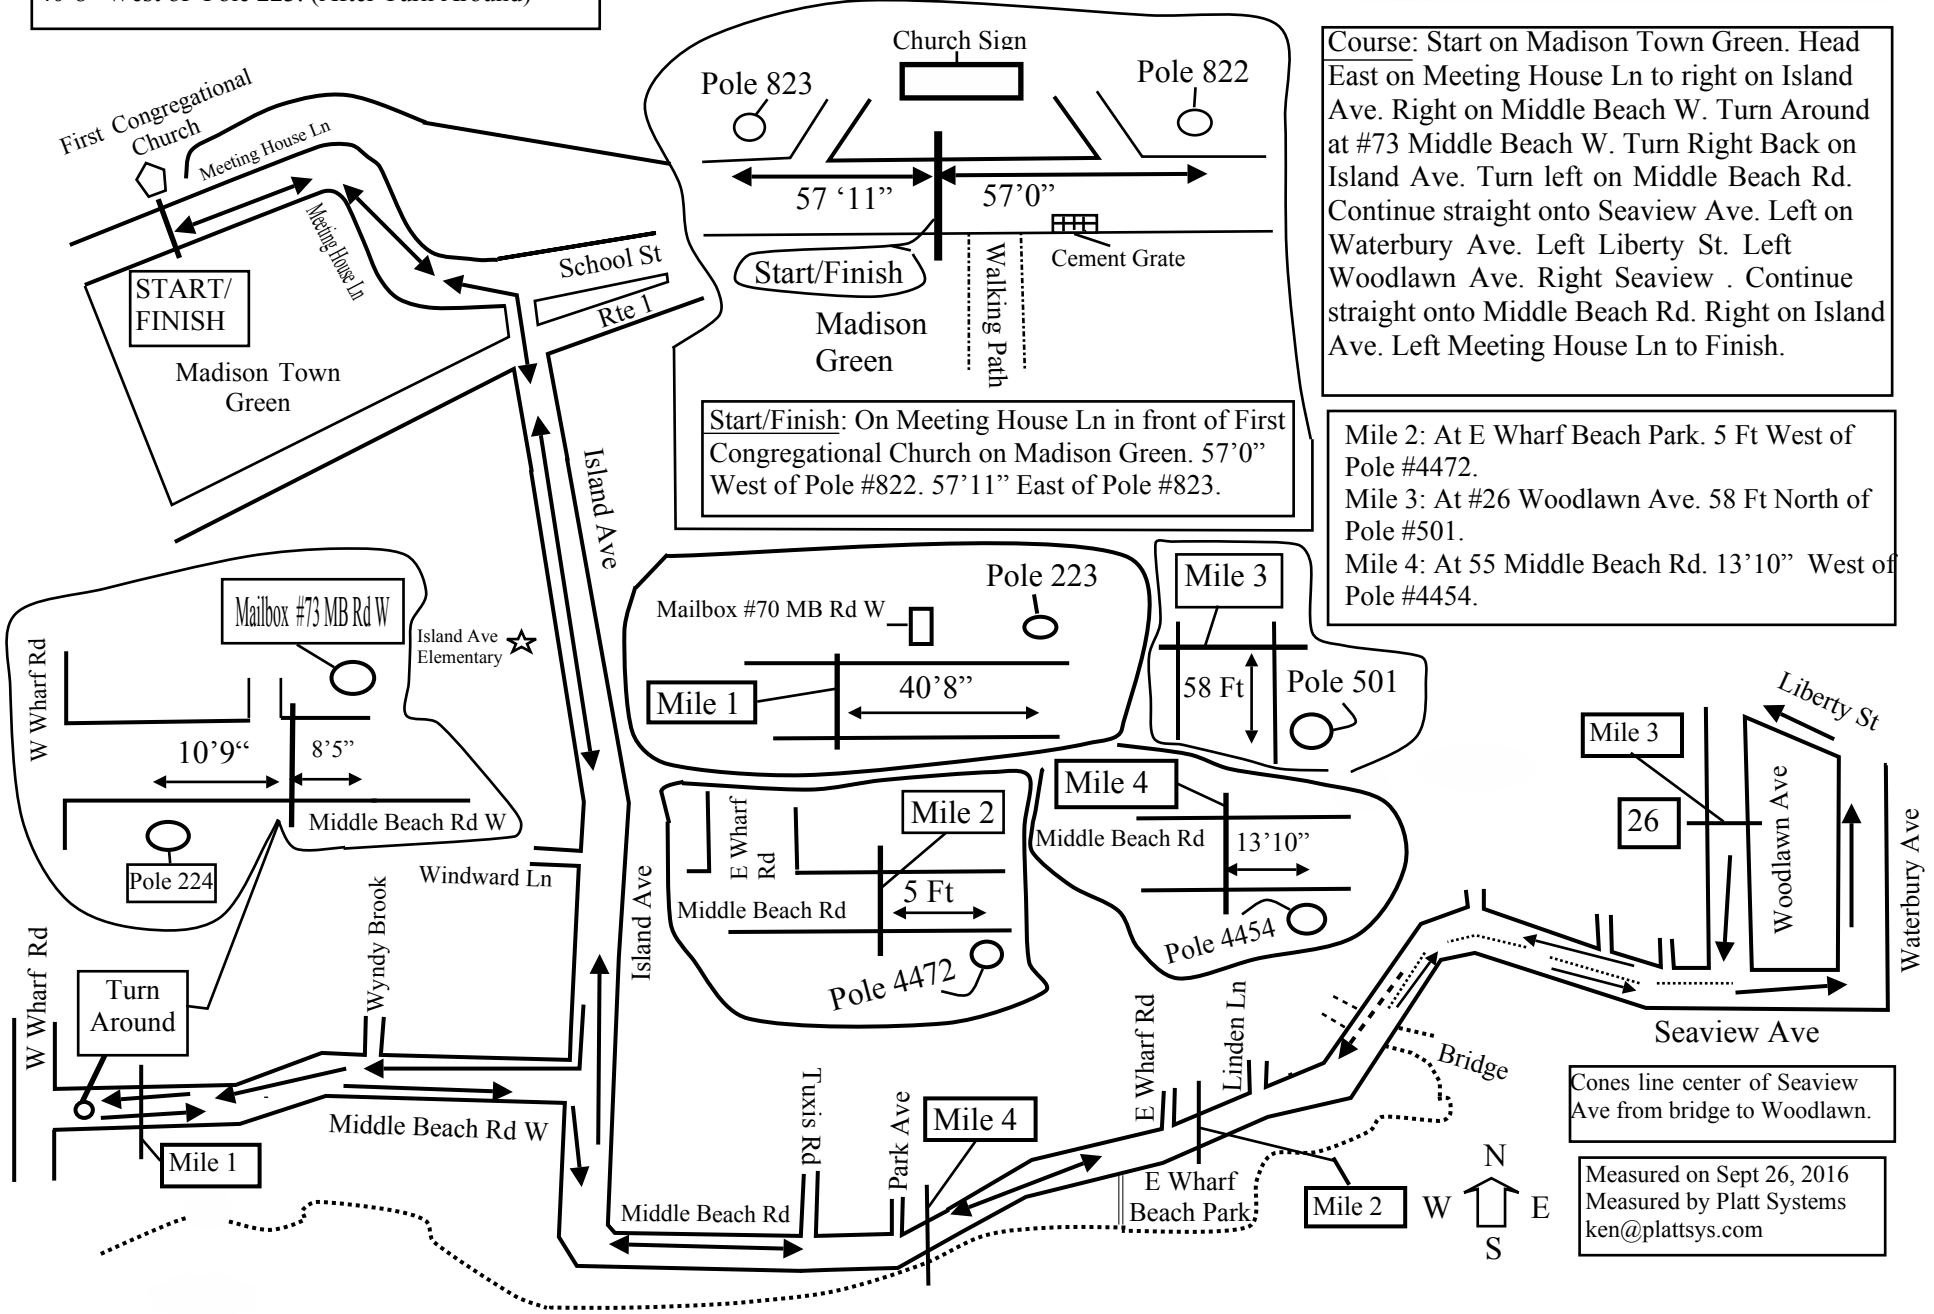 40'8" West of Pole 223. (After Turn Around)
Church Sign
Pole 823
Pole 822
57 ‘11”
57’0”
Start/Finish
Walking Path
Cement Grate
Madison
Green
Start/Finish: On Meeting House Ln in front of First
Congregational Church on Madison Green. 57’0”
West of Pole #822. 57’11” East of Pole #823.
Course: Start on Madison Town Green. Head
East on Meeting House Ln to right on Island
Ave. Right on Middle Beach W. Turn Around
at #73 Middle Beach W. Turn Right Back on
Island Ave. Turn left on Middle Beach Rd.
Continue straight onto Seaview Ave. Left on
Waterbury Ave. Left Liberty St. Left
Woodlawn Ave. Right Seaview . Continue
straight onto Middle Beach Rd. Right on Island
Ave. Left Meeting House Ln to Finish.
Mile 2: At E Wharf Beach Park. 5 Ft West of
Pole #4472.
Mile 3: At #26 Woodlawn Ave. 58 Ft North of
Pole #501.
Mile 4: At 55 Middle Beach Rd. 13’10” West of
Pole #4454.
First Congregational
Church
Meeting House Ln
Meeting House Ln
START/
FINISH
School St
Rte 1
Madison Town
Green
Island Ave
Mailbox #73 MB Rd W
Island Ave
Elementary
W Wharf Rd
10’9“
8’5”
Middle Beach Rd W
Pole 224
Windward Ln
Pole 223
Mailbox #70 MB Rd W
Mile 1
40’8”
Mile 3
58 Ft
Pole 501
Mile 2
E Wharf
Rd
5 Ft
Middle Beach Rd
Pole 4472
Mile 4
Middle Beach Rd
13’10”
Pole 4454
Liberty St
Mile 3
26
Woodlawn Ave
Waterbury Ave
W Wharf Rd
Turn
Around
Wyndy Brook
Island Ave
Middle Beach Rd W
Mile 1
Middle Beach Rd
Tuxis Rd
Park Ave
Mile 4
E Wharf Rd
Linden Ln
Bridge
E Wharf
Beach Park
Mile 2
Seaview Ave
Cones line center of Seaview
Ave from bridge to Woodlawn.
N
W
E
S
Measured on Sept 26, 2016
Measured by Platt Systems
ken@plattsys.com